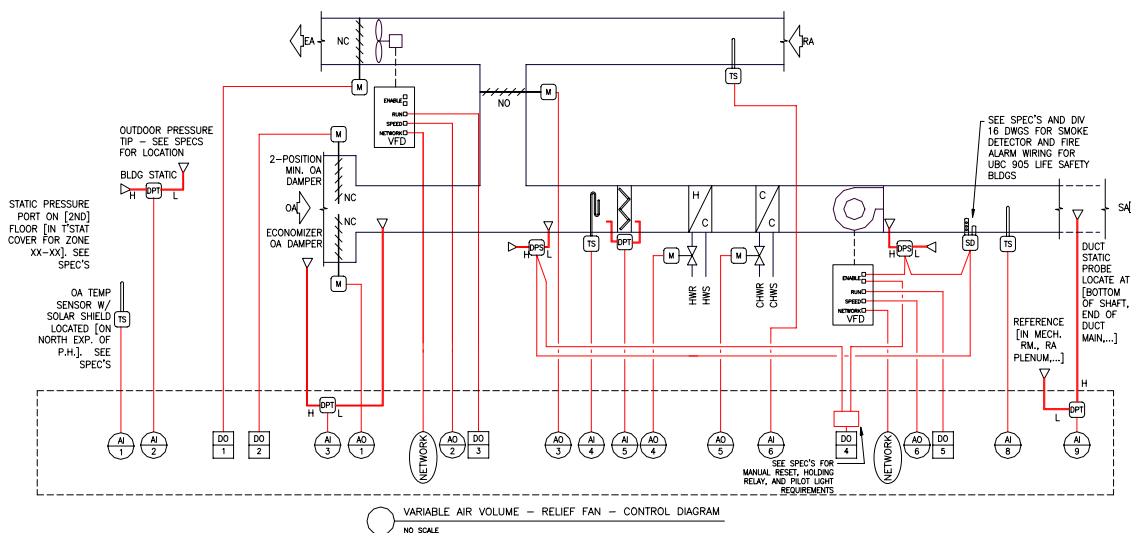 EA
NC
RA
M
TS
ENABLE
RUN
SPEED
NETWORK
VFD
M
NO
M
OUTDOOR PRESSURE
TIP – SEE SPECS
FOR LOCATION
BLDG STATIC
H
DPT
L
2–POSITION
MIN. OA
DAMPER
NC
OA
NC
ECONOMIZER
OA DAMPER
M
SEE SPEC'S AND DIV
16 DWGS FOR SMOKE
DETECTOR AND FIRE
ALARM WIRING FOR
UBC 905 LIFE SAFETY
BLDGS
STATIC PRESSURE
PORT ON [2ND]
FLOOR [IN T'STAT
COVER FOR ZONE
XX–XX]. SEE
SPEC'S
OA TEMP
SENSOR W/
SOLAR SHIELD
LOCATED [ON
NORTH EXP. OF
P.H.]. SEE
SPEC'S
TS
H
C
C
C
SA
DPS
H
L
TS
DPT
M
HWR
HWS
M
CHWR
CHWS
ENABLE
RUN
SPEED
NETWORK
VFD
DPS
H
L
SD
TS
DUCT
STATIC
PROBE
LOCATE AT
[BOTTOM
OF SHAFT,
END OF
DUCT
MAIN,...]
REFERENCE
[IN MECH.
RM., RA
PLENUM,...]
H
DPT
L
H
DPT
L
AI
1
AI
2
DO
1
DO
2
AI
3
AO
1
NETWORK
AO
2
DO
3
AO
3
AI
4
AI
5
AO
4
AO
5
AI
6
DO
4
NETWORK
AO
6
DO
5
AI
8
AI
9
SEE SPEC'S FOR
MANUAL RESET, HOLDING
RELAY, AND PILOT LIGHT
REQUIREMENTS
VARIABLE AIR VOLUME – RELIEF FAN – CONTROL DIAGRAM
NO SCALE